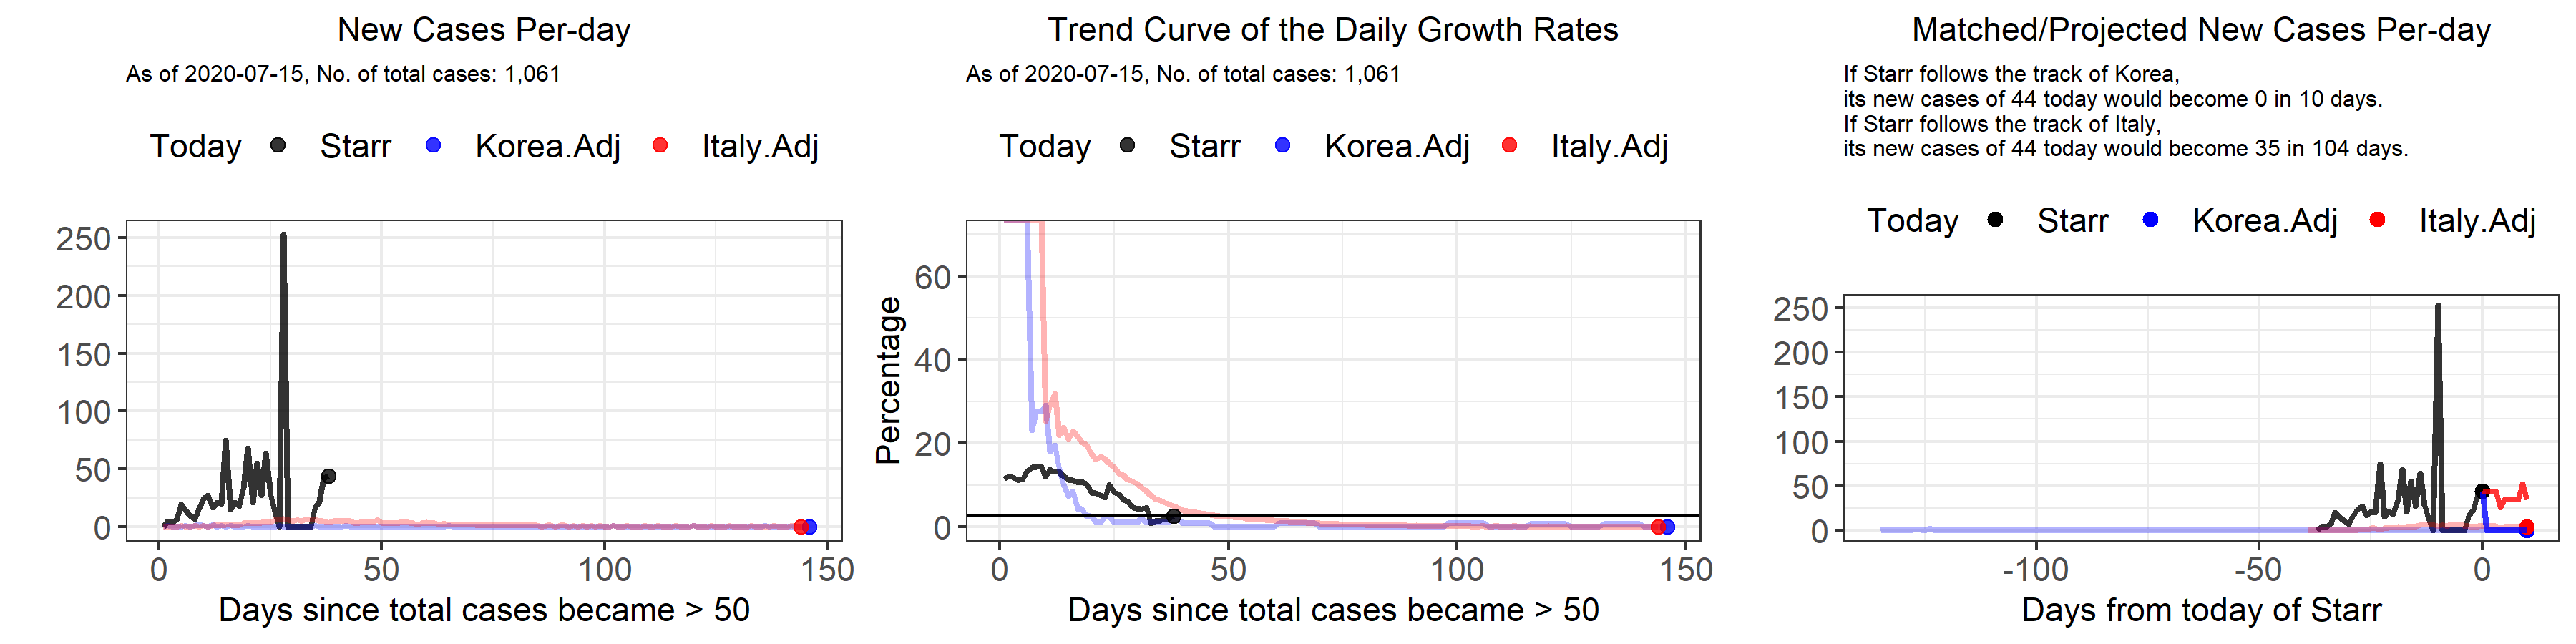 New Cases Per-day
As of 2020-07-15, No. of total cases: 1,061
Today Starr Korea.Adj Italy.Adj
250
200
150
100
50
0
0 50 100 150
Days since total cases became > 50
Trend Curve of the Daily Growth Rates
As of 2020-07-15, No. of total cases: 1,061
Today Starr Korea.Adj Italy.Adj
Percentage
60
40
20
0
0 50 100 150
Days since total cases became > 50
Matched/Projected New Cases Per-day
If Starr follows the track of Korea,
its new cases of 44 today would become 0 in 10 days.
If Starr follows the track of Italy,
its new cases of 44 today would become 35 in 104 days.
Today Starr Korea.Adj Italy.Adj
250
200
150
100
50
0
-100 -50 0
Days from today of Starr